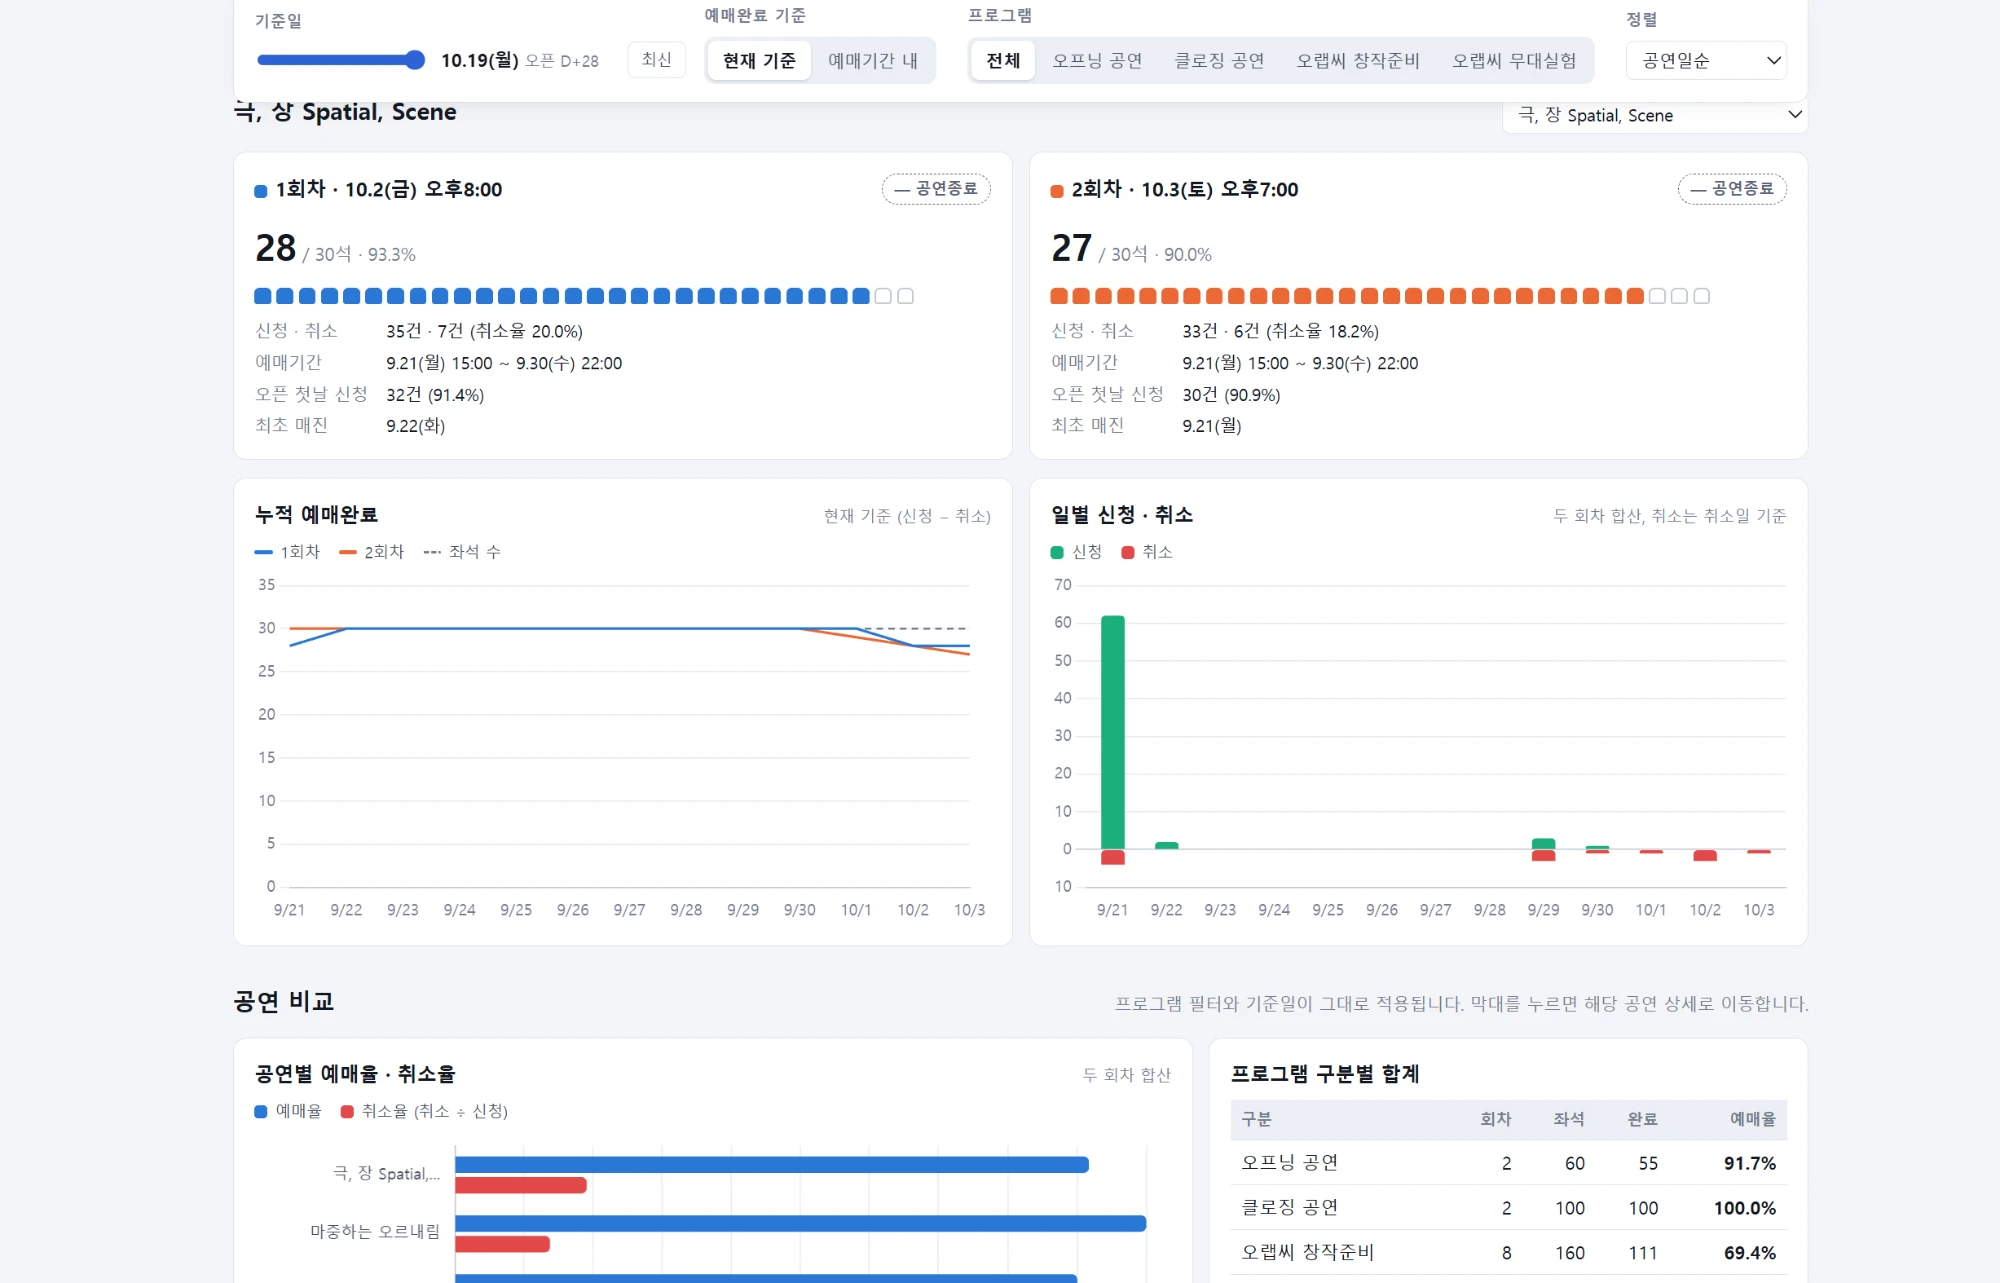 기준일
예매완료 기준
프로그램
정렬
10.19(월) 오픈 D+28
최신
현재 기준
예매기간 내
전체
오프닝 공연
클로징 공연
오랩씨 창작준비
오랩씨 무대실험
공연일순
극, 장 Spatial, Scene
극, 장 Spatial, Scene
1회차 · 10.2(금) 오후8:00
— 공연종료
28 / 30석 · 93.3%
신청 · 취소 35건 · 7건 (취소율 20.0%)
예매기간 9.21(월) 15:00 ~ 9.30(수) 22:00
오픈 첫날 신청 32건 (91.4%)
최초 매진 9.22(화)
2회차 · 10.3(토) 오후7:00
— 공연종료
27 / 30석 · 90.0%
신청 · 취소 33건 · 6건 (취소율 18.2%)
예매기간 9.21(월) 15:00 ~ 9.30(수) 22:00
오픈 첫날 신청 30건 (90.9%)
최초 매진 9.21(월)
누적 예매완료
현재 기준 (신청 − 취소)
1회차 2회차 좌석 수
35
30
25
20
15
10
5
0
9/21 9/22 9/23 9/24 9/25 9/26 9/27 9/28 9/29 9/30 10/1 10/2 10/3
일별 신청 · 취소
두 회차 합산, 취소는 취소일 기준
신청 취소
70
60
50
40
30
20
10
0
10
9/21 9/22 9/23 9/24 9/25 9/26 9/27 9/28 9/29 9/30 10/1 10/2 10/3
공연 비교
프로그램 필터와 기준일이 그대로 적용됩니다. 막대를 누르면 해당 공연 상세로 이동합니다.
공연별 예매율 · 취소율
두 회차 합산
예매율 취소율 (취소 ÷ 신청)
극, 장 Spatial,...
마중하는 오르내림
프로그램 구분별 합계
구분 회차 좌석 완료 예매율
오프닝 공연 2 60 55 91.7%
클로징 공연 2 100 100 100.0%
오랩씨 창작준비 8 160 111 69.4%